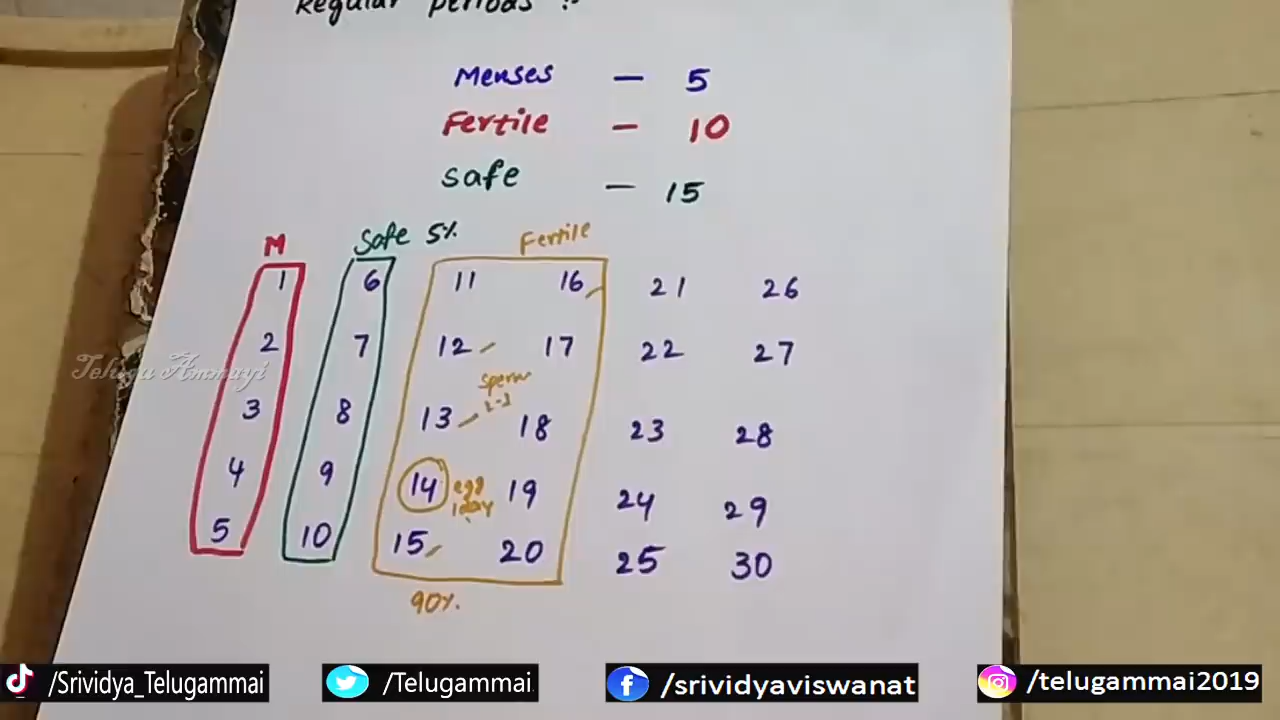 Regular periods :-
Menses - 5
Fertile - 10
Safe - 15
M Safe 5% Fertile
1 6 11 16 21 26
2 7 12 17 22 27
Telugu Ammayi
sperm
3 8 13 18 23 28
4 9 14 egg 19 24 29
1day
5 10 15 20 25 30
90%
/Srividya_Telugammai /Telugammai /srividyaviswanat /telugammai2019